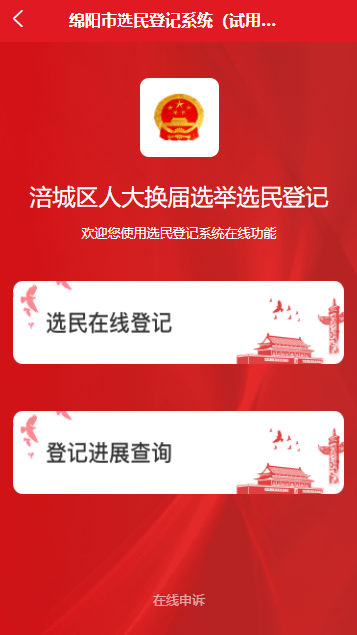 绵阳市选民登记系统（试用...
涪城区人大换届选举选民登记
欢迎您使用选民登记系统在线功能
选民在线登记
登记进展查询
在线申诉